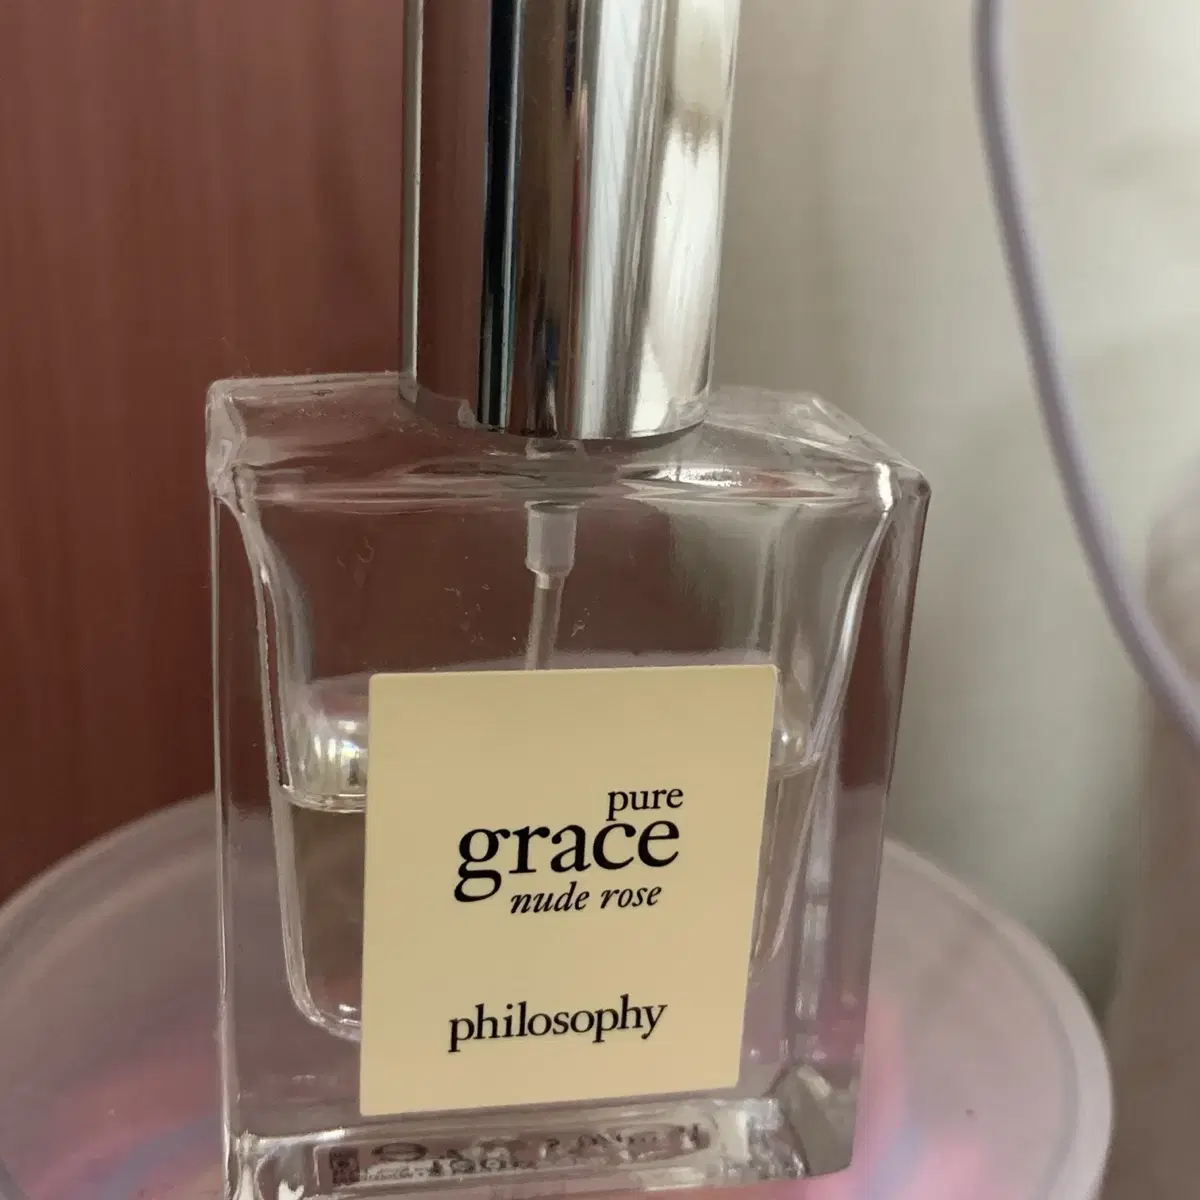 pure
grace
nude rose
philosophy